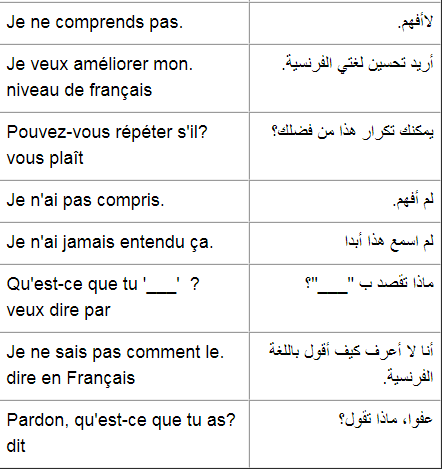 Je ne comprends pas.
لاأفهم.
Je veux améliorer mon.
niveau de français
أريد تحسين لغتي الفرنسية.
Pouvez-vous répéter s'il?
vous plaît
يمكنك تكرار هذا من فضلك؟
Je n'ai pas compris.
لم أفهم.
Je n'ai jamais entendu ça.
لم اسمع هذا أبدا
Qu'est-ce que tu '___' ?
veux dire par
ماذا تقصد ب "___"؟
Je ne sais pas comment le.
dire en Français
أنا لا أعرف كيف أقول باللغة
الفرنسية.
Pardon, qu'est-ce que tu as?
dit
عفوا، ماذا تقول؟